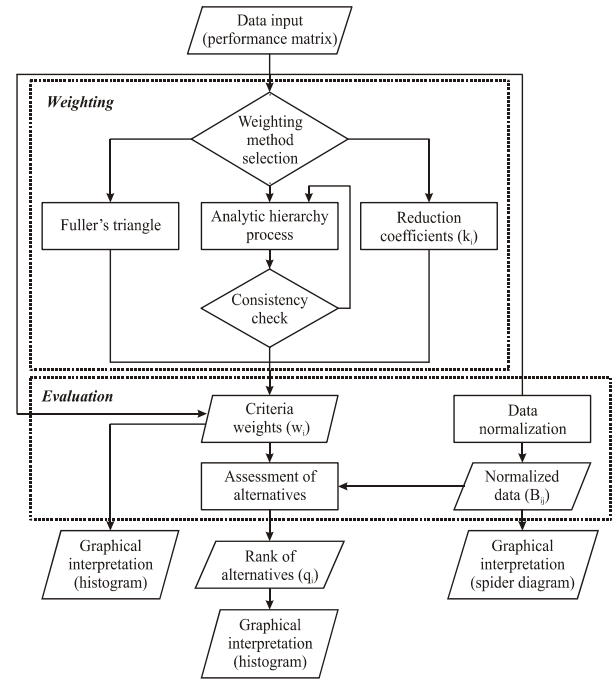 Data input
(performance matrix)
Weighting
Weighting
method
selection
Fuller's triangle
Analytic hierarchy
process
Reduction
coefficients (kᵢ)
Consistency
check
Evaluation
Criteria
weights (wᵢ)
Data
normalization
Assessment of
alternatives
Normalized
data (Bᵢⱼ)
Graphical
interpretation
(histogram)
Rank of
alternatives (qᵢ)
Graphical
interpretation
(spider diagram)
Graphical
interpretation
(histogram)